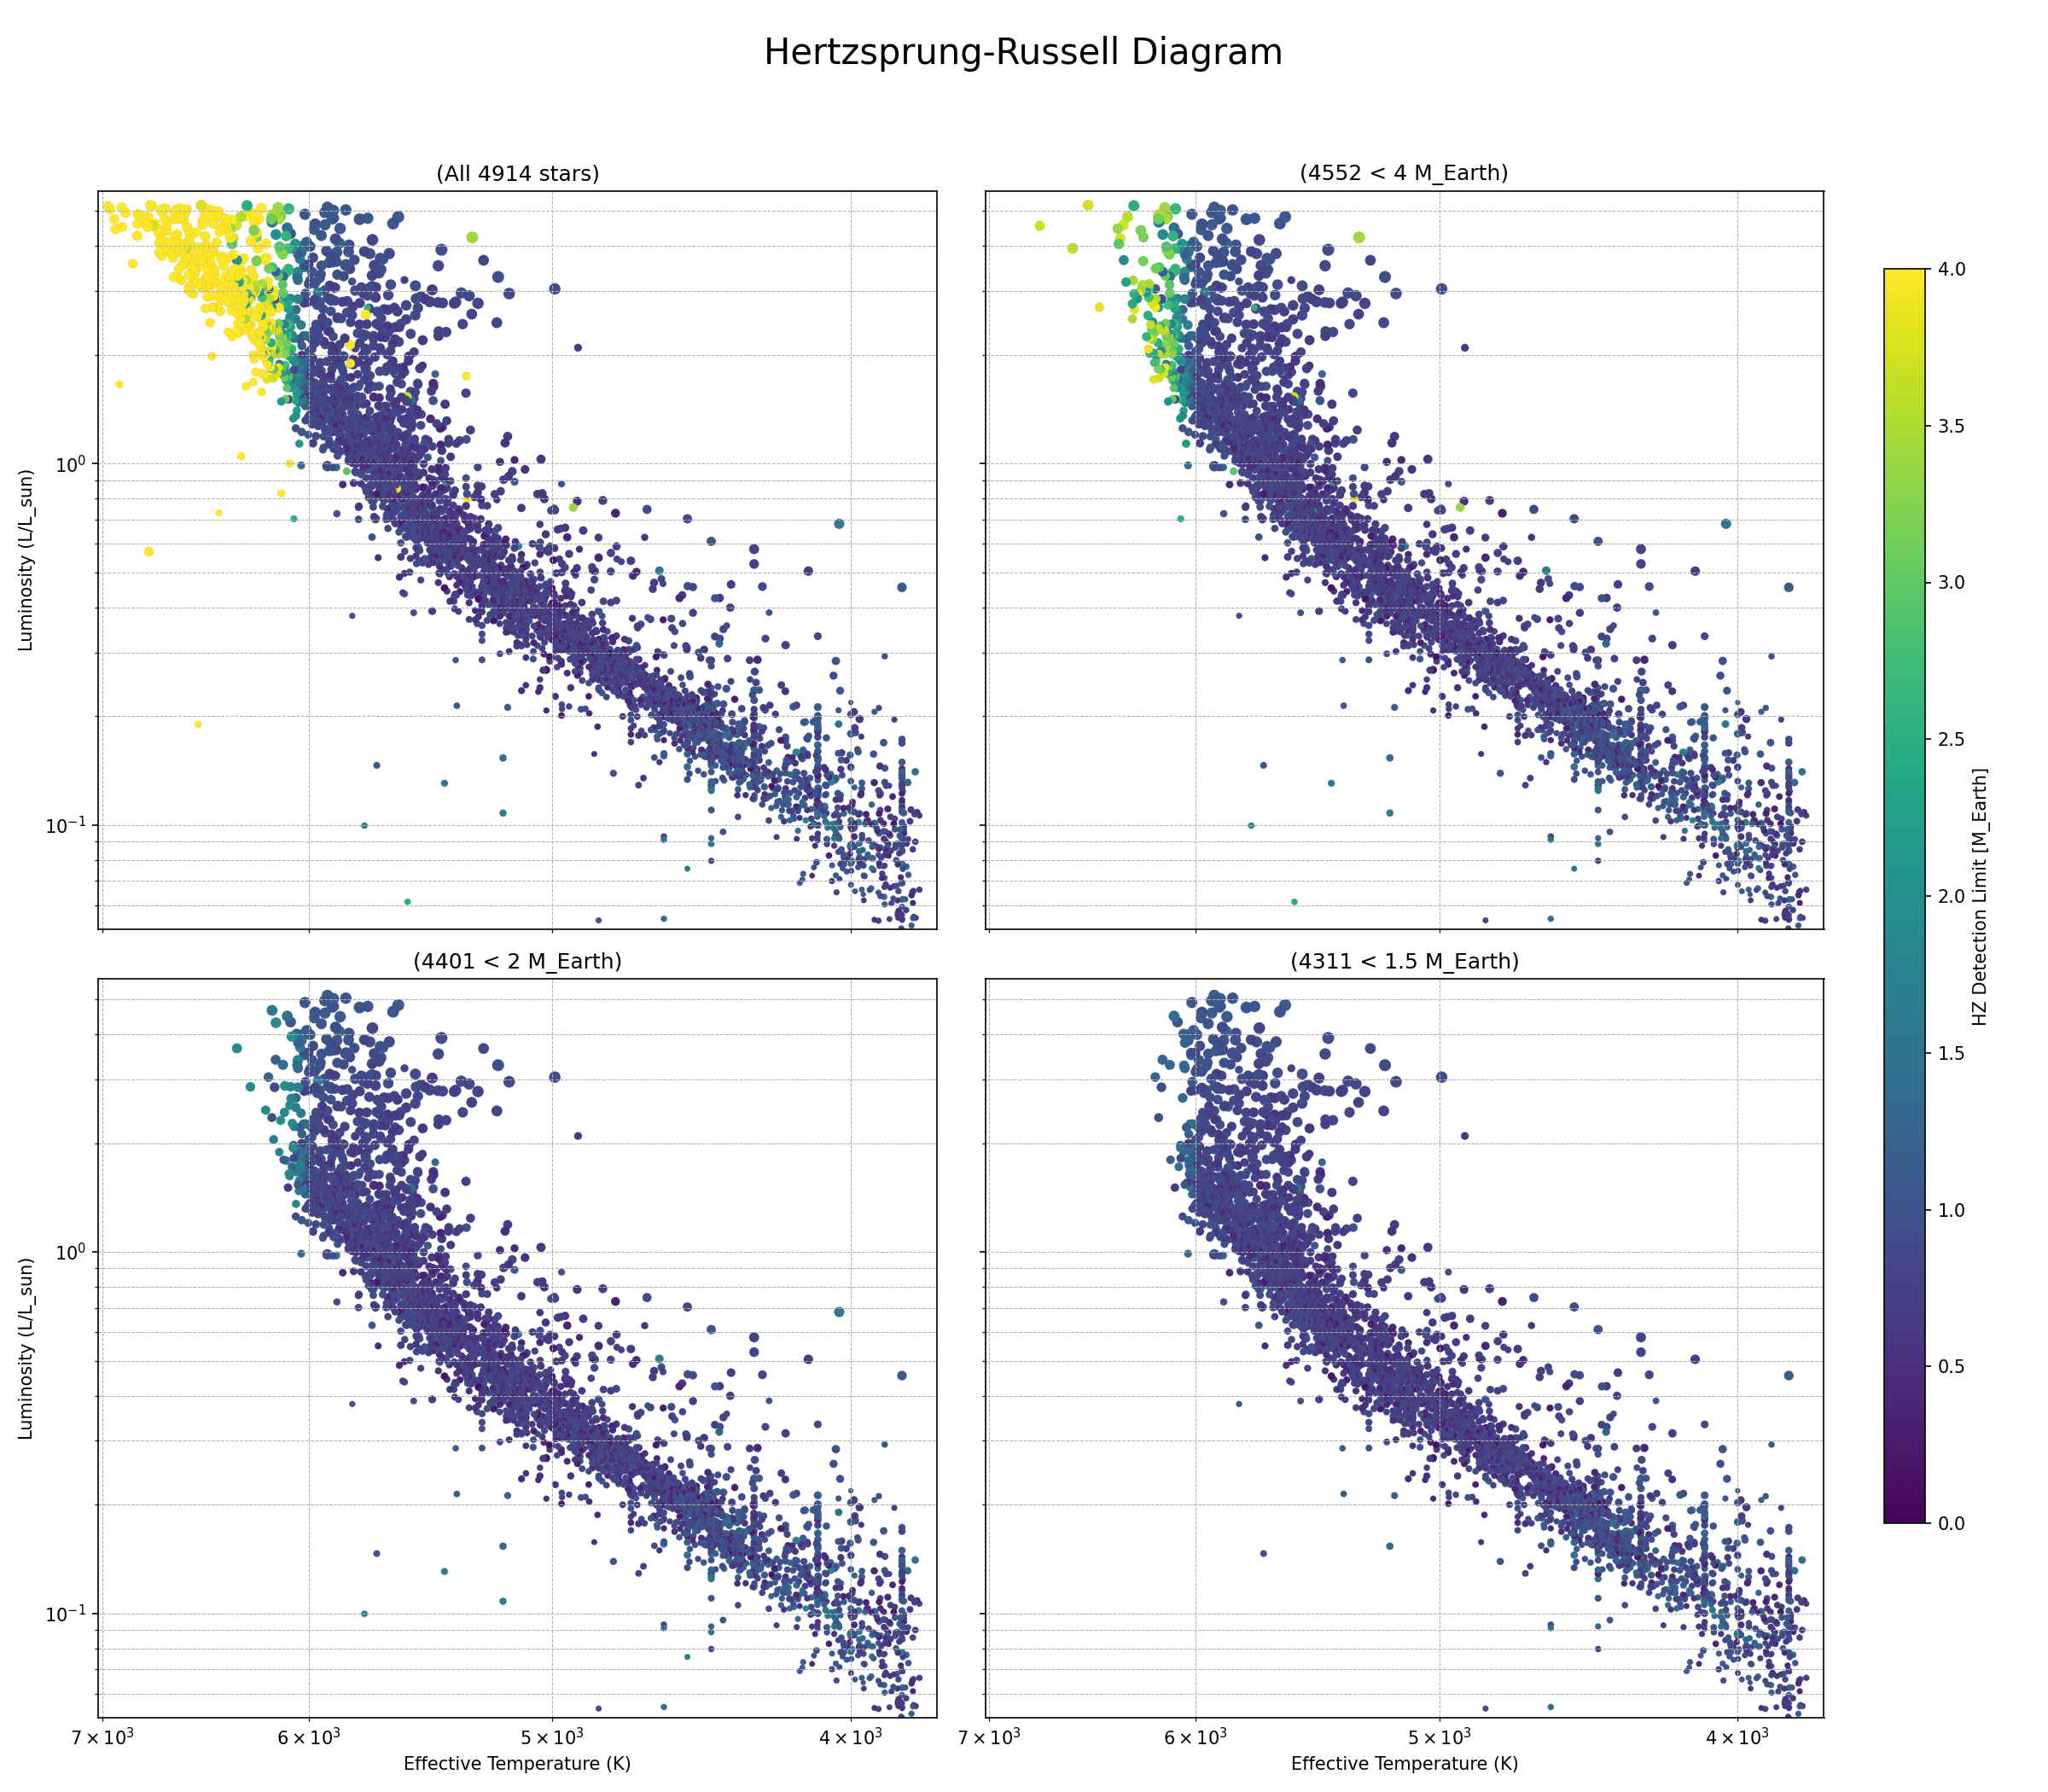 Hertzsprung-Russell Diagram
(All 4914 stars)
(4552 < 4 M_Earth)
Luminosity (L/L_sun)
10⁰
10⁻¹
(4401 < 2 M_Earth)
(4311 < 1.5 M_Earth)
Luminosity (L/L_sun)
10⁰
10⁻¹
7 × 10³ 6 × 10³ 5 × 10³ 4 × 10³
Effective Temperature (K)
7 × 10³ 6 × 10³ 5 × 10³ 4 × 10³
Effective Temperature (K)
4.0
3.5
3.0
2.5
2.0
1.5
1.0
0.5
0.0
HZ Detection Limit [M_Earth]